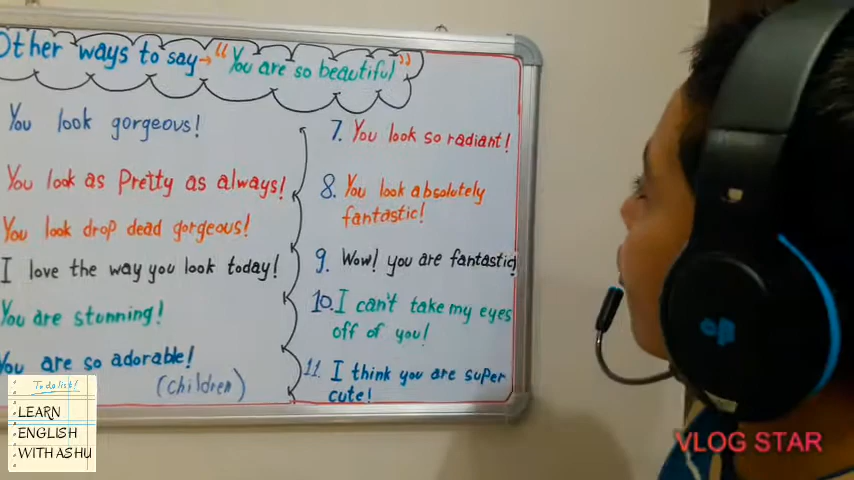 Other ways to say → "You are so beautiful"
You look gorgeous!
You look as Pretty as always!
You look drop dead gorgeous!
I love the way you look today!
You are stunning!
You are so adorable!
(children)
7. You look so radiant!
8. You look absolutely
fantastic!
9. Wow! you are fantastic!
10. I can't take my eyes
off of you!
11. I think you are super
cute!
To do list!
LEARN
ENGLISH
WITH ASHU
VLOG STAR